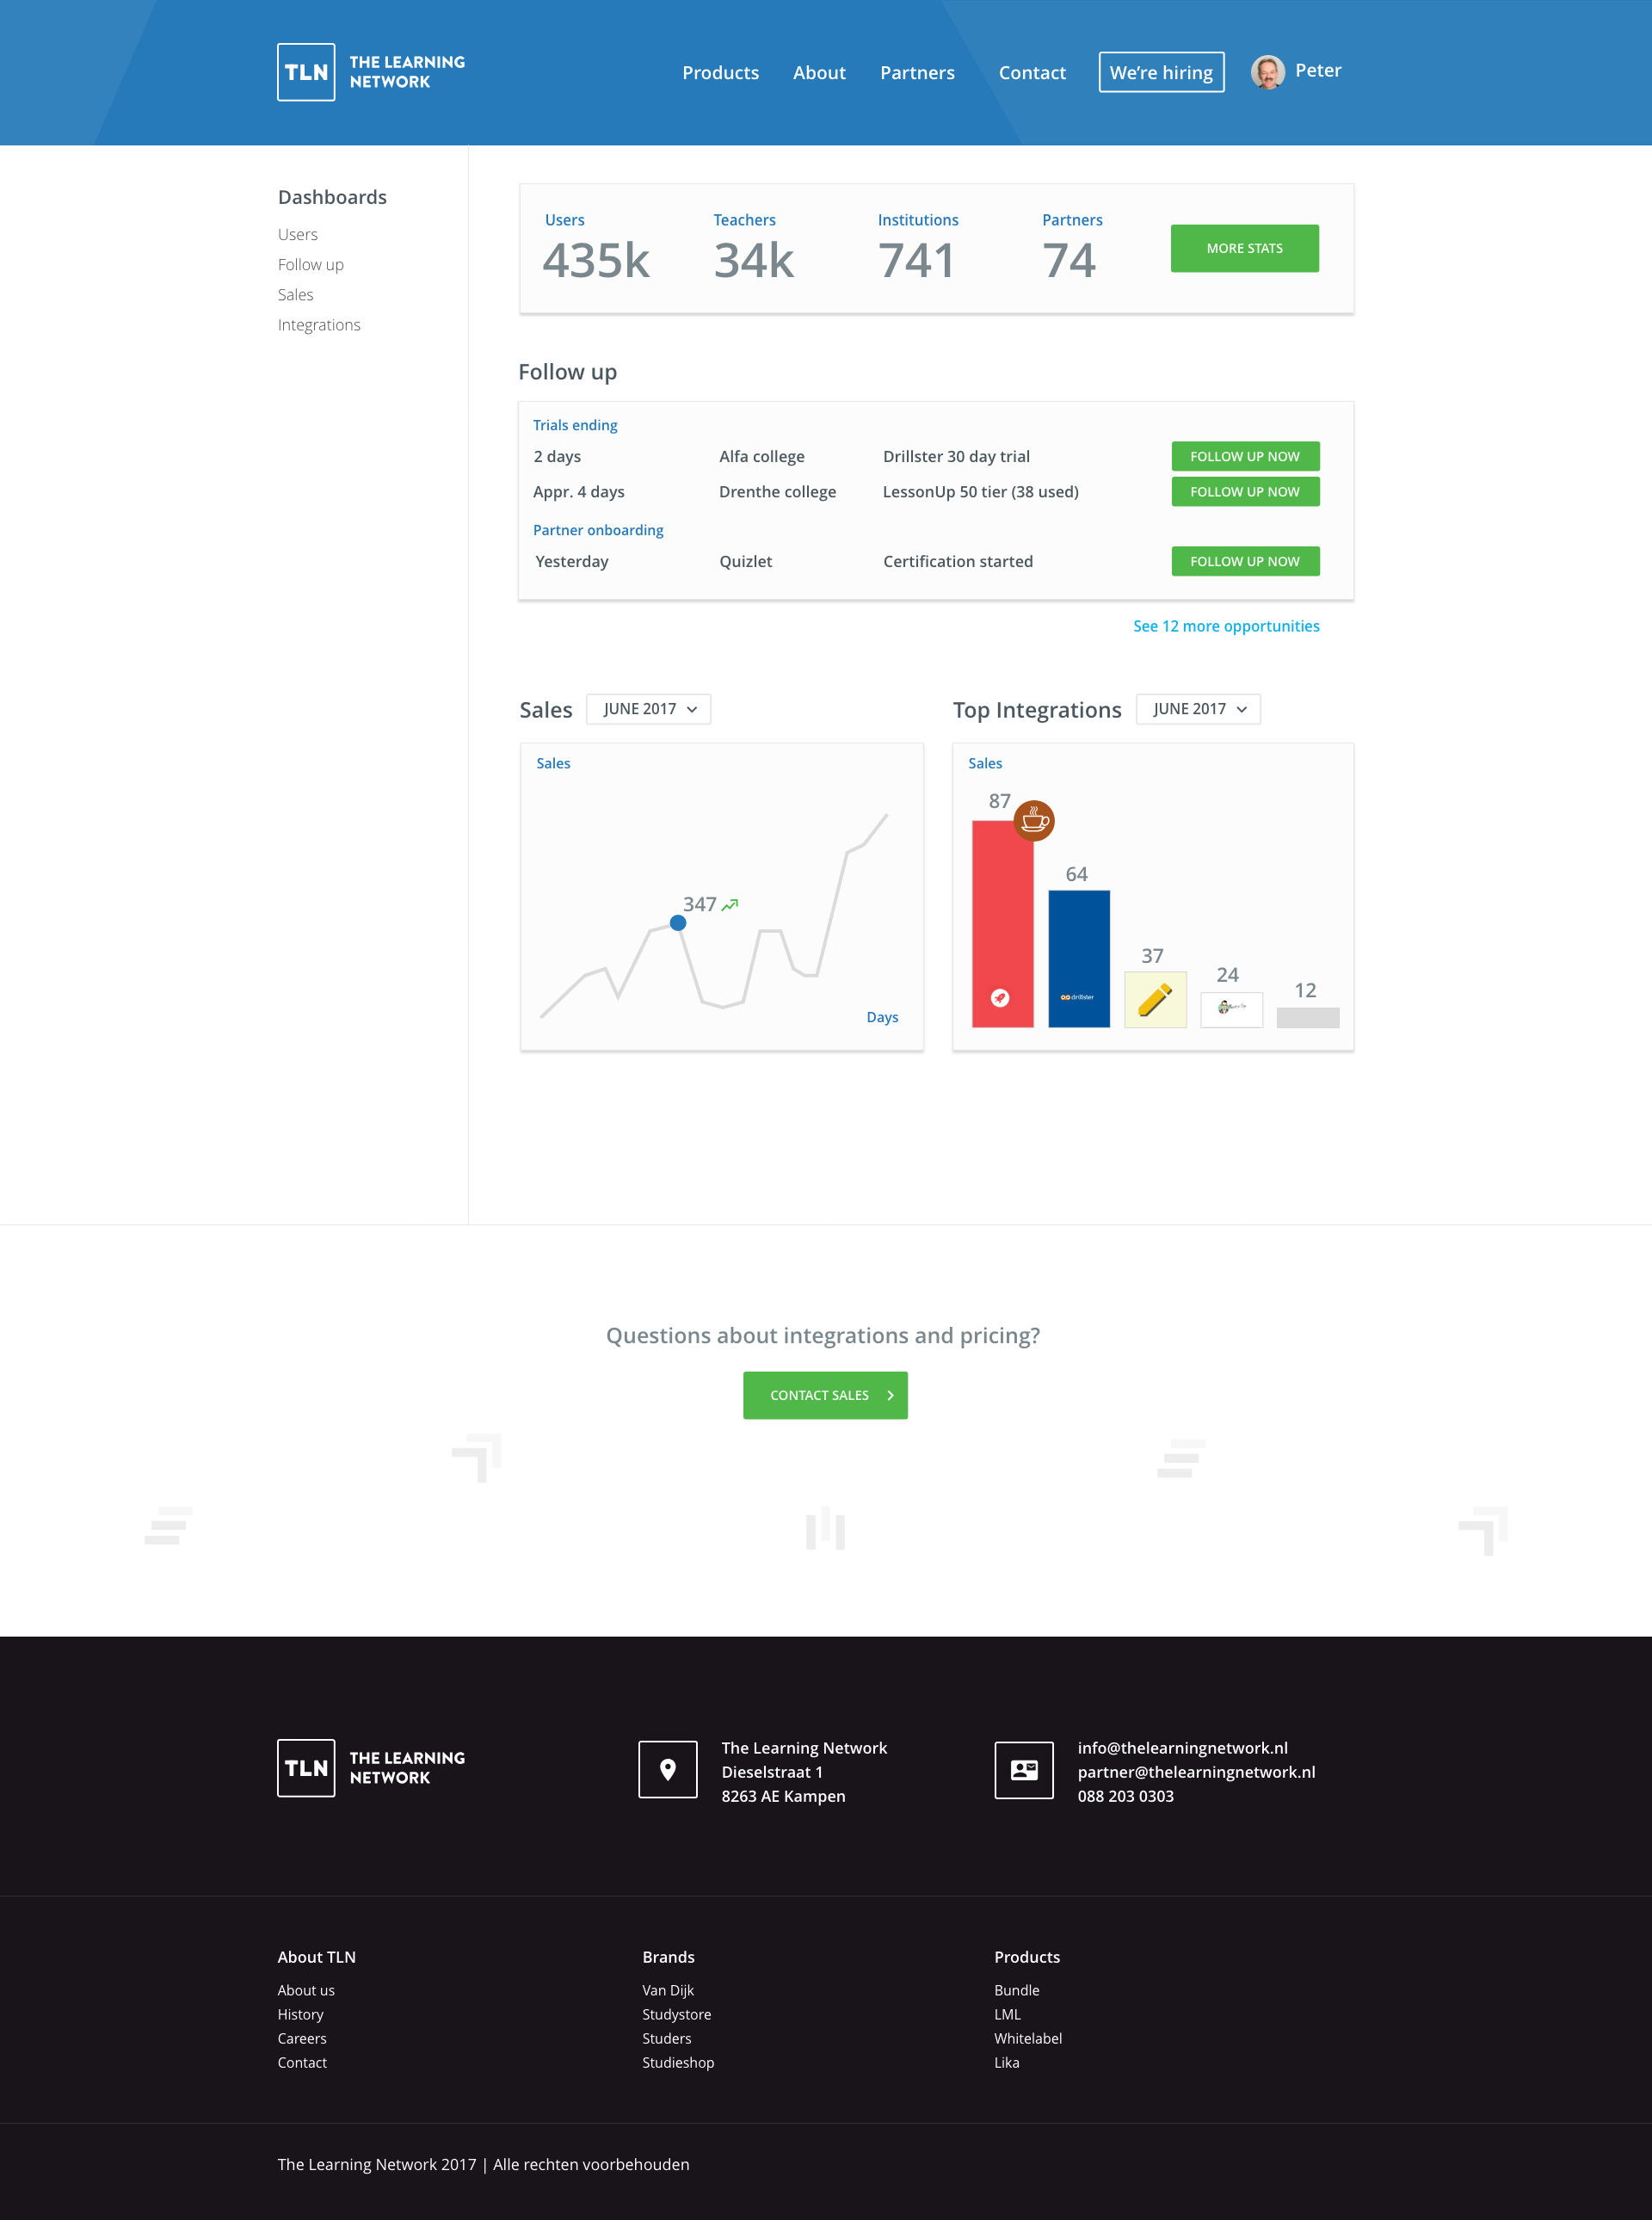 TLN THE LEARNING
NETWORK
Products About Partners Contact We're hiring Peter
Dashboards
Users
Follow up
Sales
Integrations
Users Teachers Institutions Partners
435k 34k 741 74
MORE STATS
Follow up
Trials ending
2 days Alfa college Drillster 30 day trial FOLLOW UP NOW
Appr. 4 days Drenthe college LessonUp 50 tier (38 used) FOLLOW UP NOW
Partner onboarding
Yesterday Quizlet Certification started FOLLOW UP NOW
See 12 more opportunities
Sales JUNE 2017
Sales
347
Days
Top Integrations JUNE 2017
Sales
87
64
37
24
12
drillster
Questions about integrations and pricing?
CONTACT SALES
TLN THE LEARNING
NETWORK
The Learning Network
Dieselstraat 1
8263 AE Kampen
info@thelearningnetwork.nl
partner@thelearningnetwork.nl
088 203 0303
About TLN
About us
History
Careers
Contact
Brands
Van Dijk
Studystore
Studers
Studieshop
Products
Bundle
LML
Whitelabel
Lika
The Learning Network 2017 | Alle rechten voorbehouden